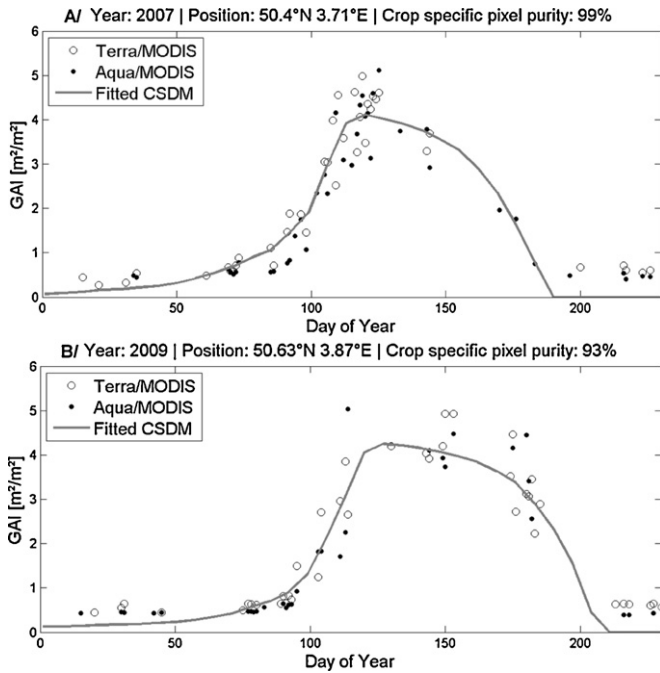 A/ Year: 2007 | Position: 50.4°N 3.71°E | Crop specific pixel purity: 99%
6
5
4
3
2
1
0
GAI [m²/m²]
Terra/MODIS
Aqua/MODIS
Fitted CSDM
0 50 100 150 200
Day of Year
B/ Year: 2009 | Position: 50.63°N 3.87°E | Crop specific pixel purity: 93%
6
5
4
3
2
1
0
GAI [m²/m²]
Terra/MODIS
Aqua/MODIS
Fitted CSDM
0 50 100 150 200
Day of Year